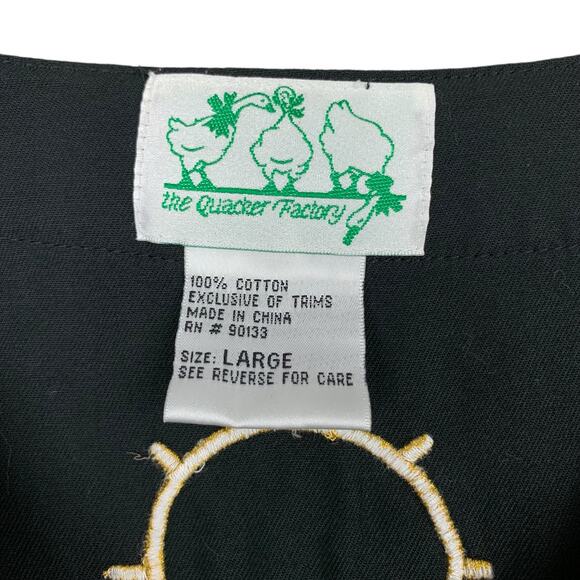 the Quacker Factory
100% COTTON
EXCLUSIVE OF TRIMS
MADE IN CHINA
RN # 90133
SIZE: LARGE
SEE REVERSE FOR CARE